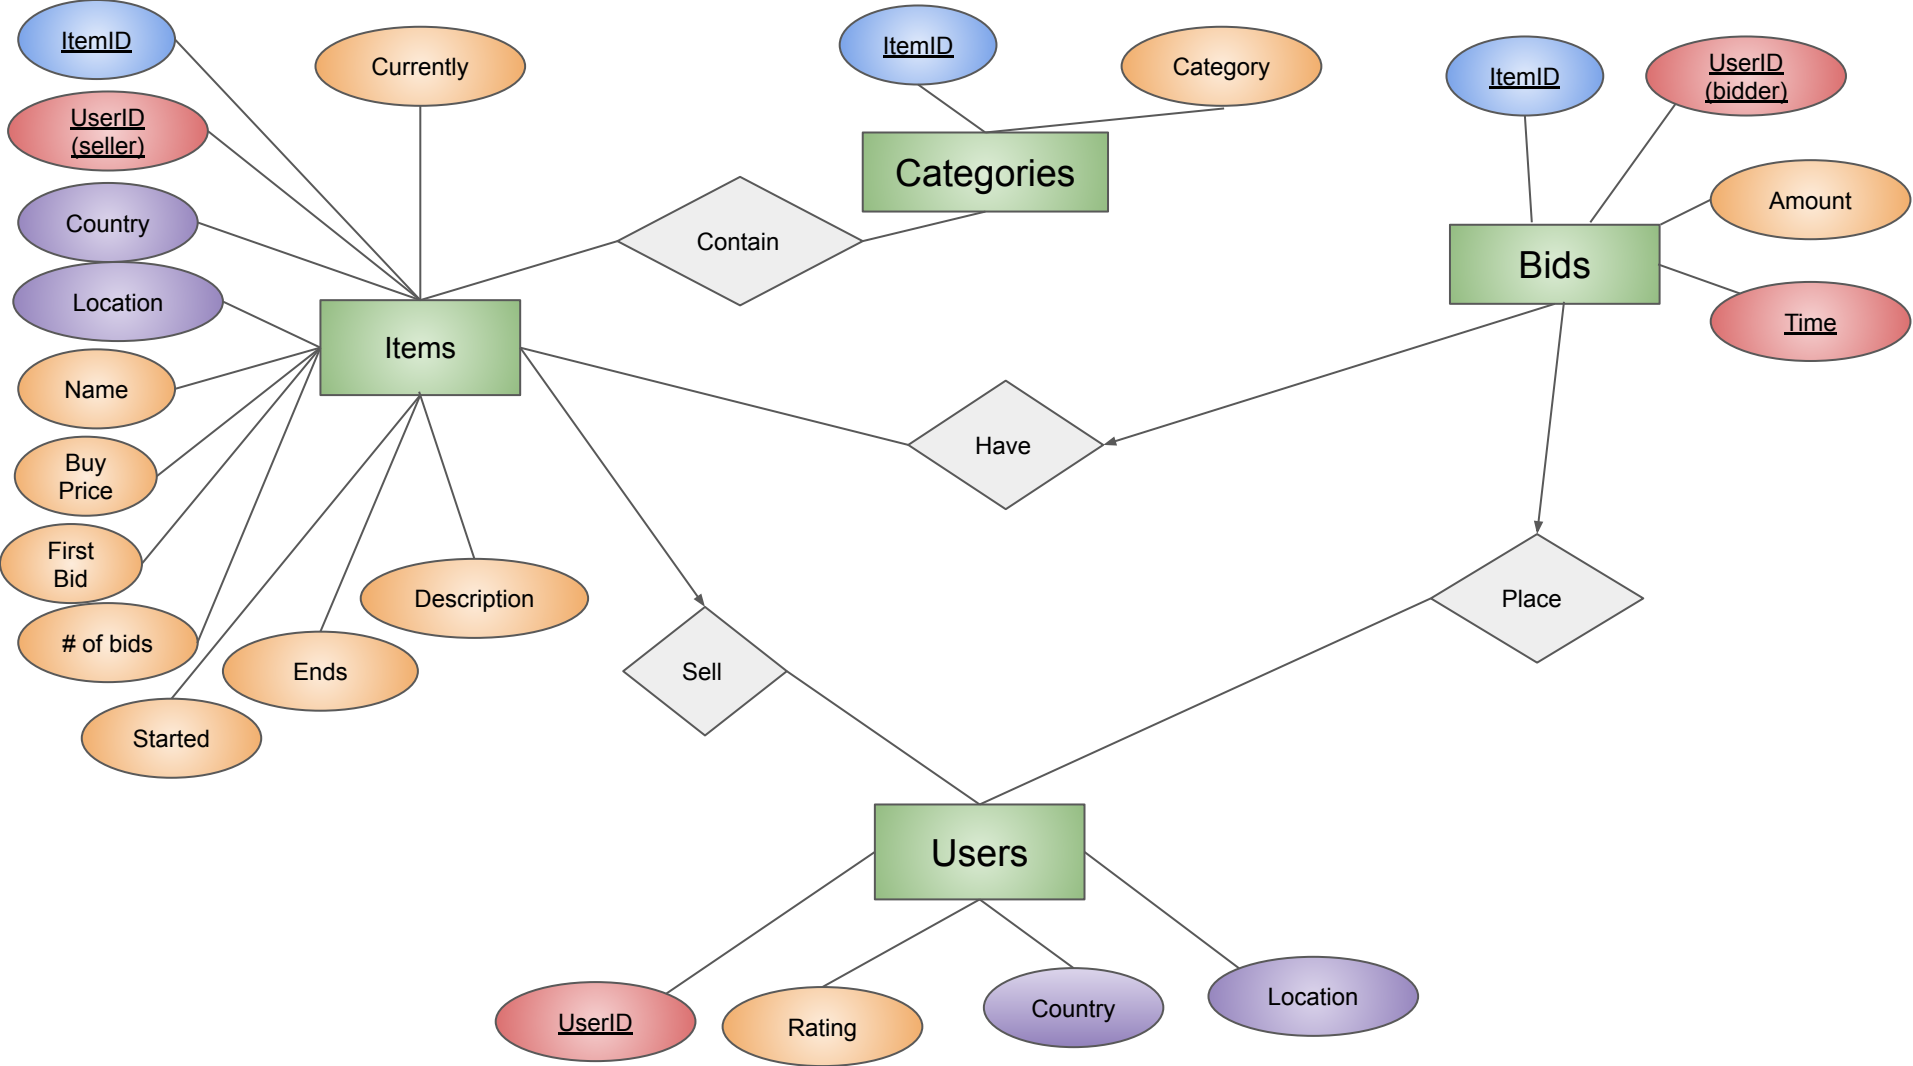 ItemID
Currently
ItemID
Category
ItemID
UserID
(bidder)
UserID
(seller)
Categories
Amount
Country
Contain
Bids
Location
Items
Time
Name
Have
Buy
Price
First
Bid
Description
Place
# of bids
Ends
Sell
Started
Users
UserID
Rating
Country
Location